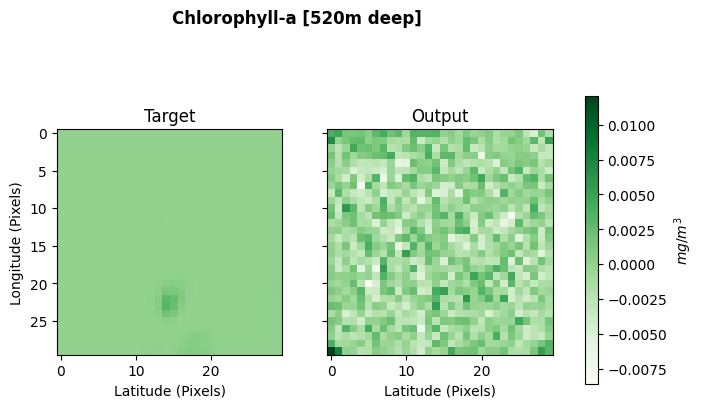 Chlorophyll-a [520m deep]
Target
Output
0
5
10
15
20
25
Longitude (Pixels)
0
10
20
Latitude (Pixels)
0
10
20
Latitude (Pixels)
0.0100
0.0075
0.0050
0.0025
0.0000
−0.0025
−0.0050
−0.0075
mg/m³